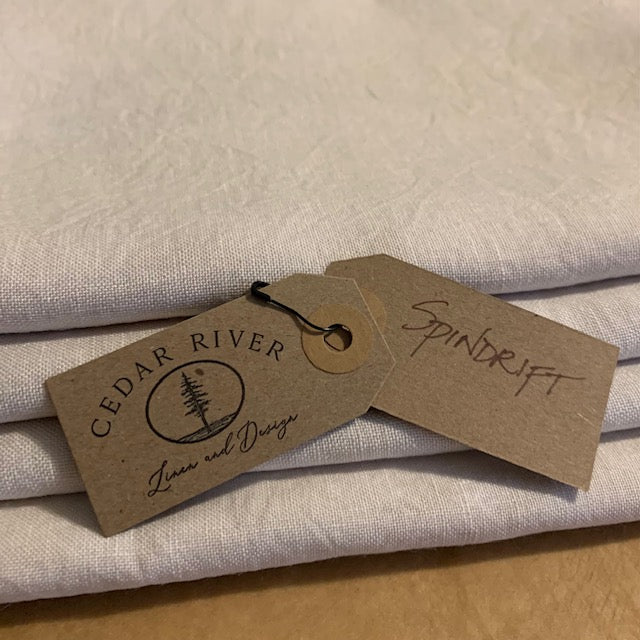 CEDAR RIVER
Linen and Design
SPINDRIFT